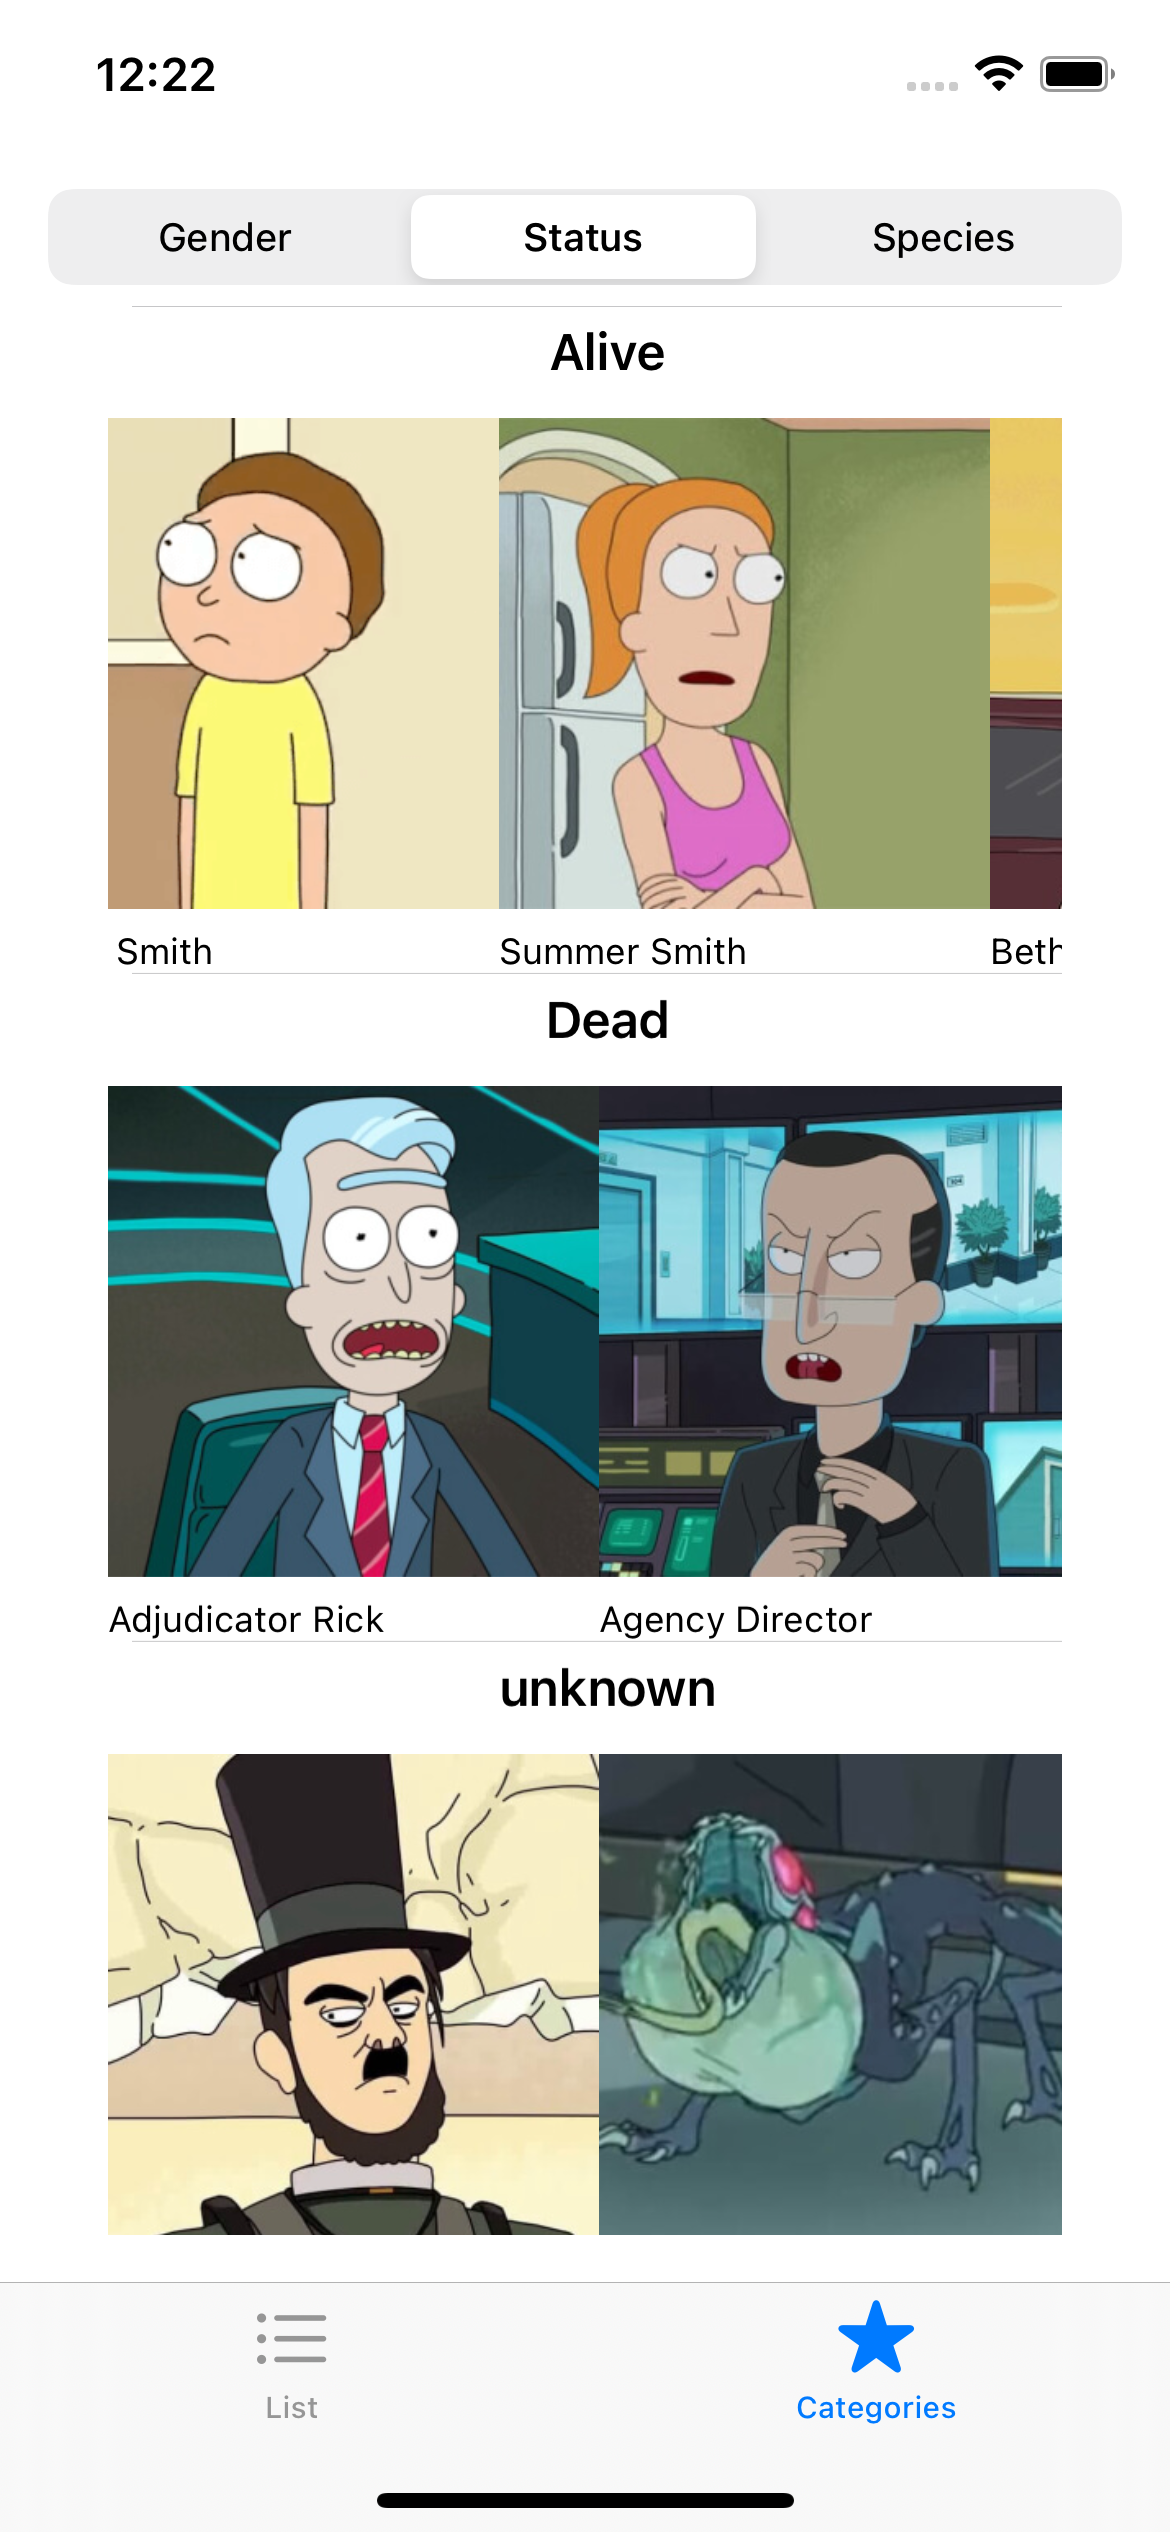 12:22
Gender Status Species
Alive
Smith Summer Smith Beth
Dead
Adjudicator Rick Agency Director
unknown
List Categories